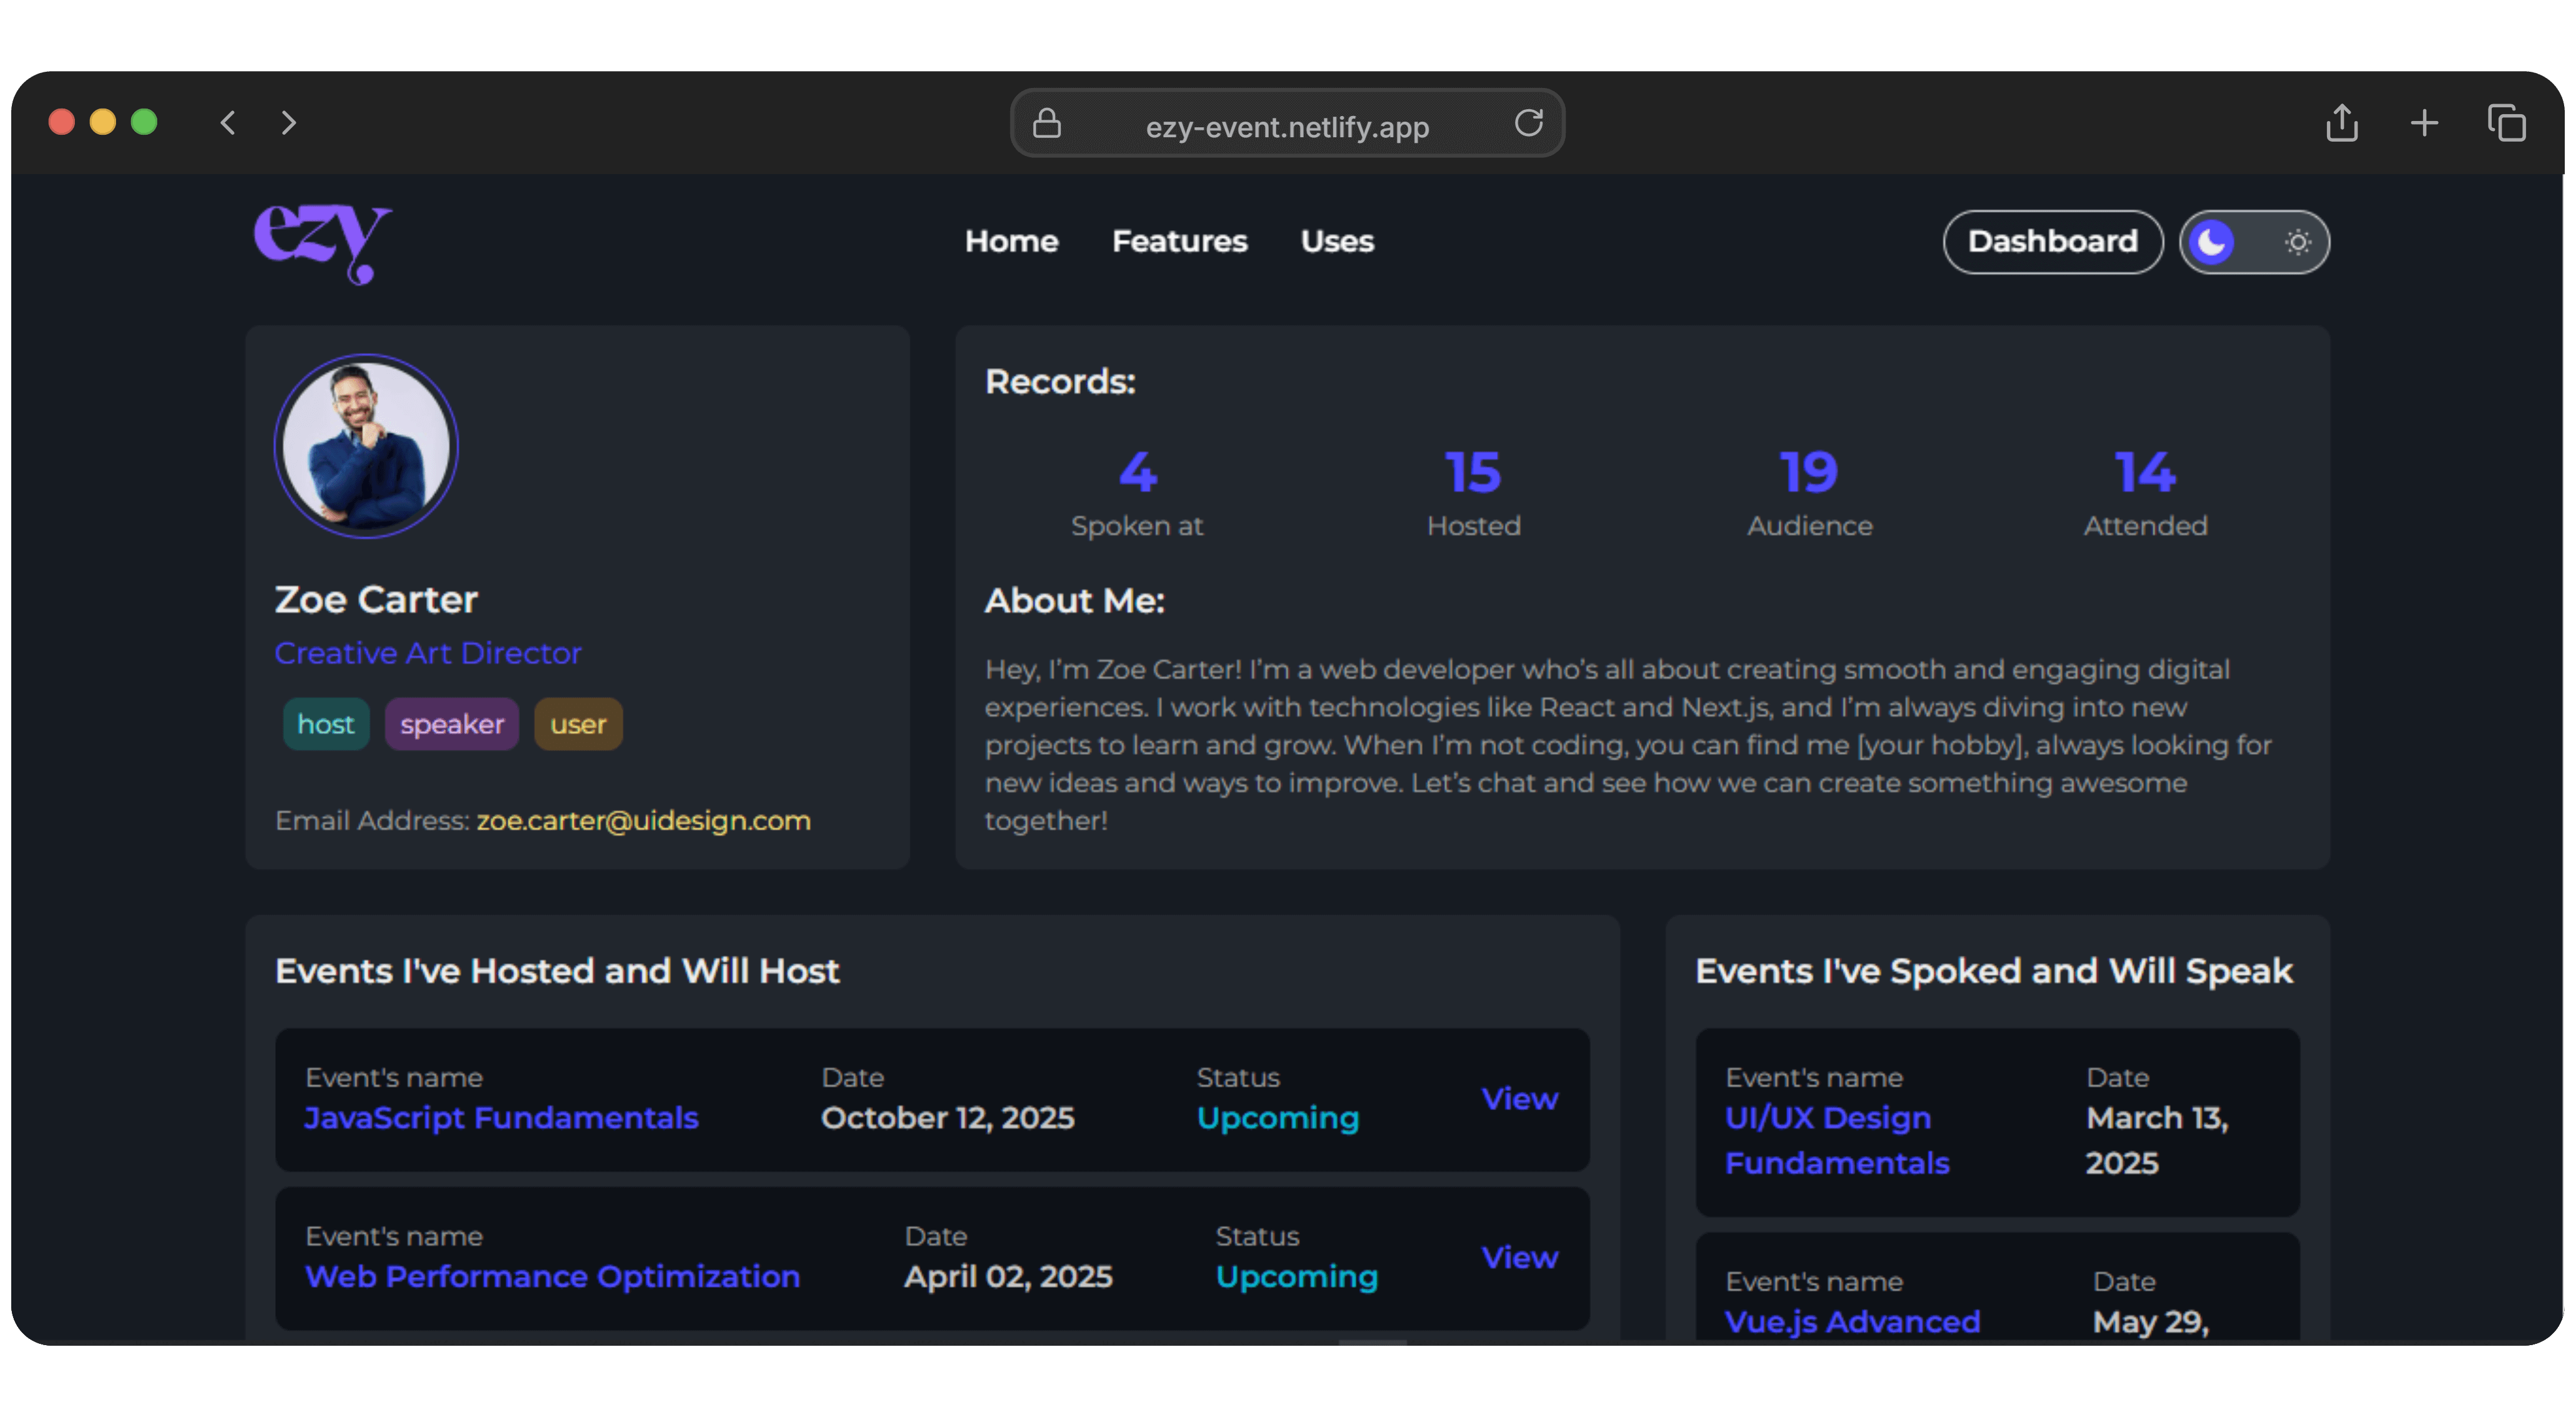 ezy-event.netlify.app
ezy
Home Features Uses
Dashboard
Zoe Carter
Creative Art Director
host speaker user
Email Address: zoe.carter@uidesign.com
Records:
4 15 19 14
Spoken at Hosted Audience Attended
About Me:
Hey, I’m Zoe Carter! I’m a web developer who’s all about creating smooth and engaging digital
experiences. I work with technologies like React and Next.js, and I’m always diving into new
projects to learn and grow. When I’m not coding, you can find me [your hobby], always looking for
new ideas and ways to improve. Let’s chat and see how we can create something awesome
together!
Events I've Hosted and Will Host
Event's name Date Status
JavaScript Fundamentals October 12, 2025 Upcoming View
Event's name Date Status
Web Performance Optimization April 02, 2025 Upcoming View
Events I've Spoked and Will Speak
Event's name Date
UI/UX Design March 13,
Fundamentals 2025
Event's name Date
Vue.js Advanced May 29,